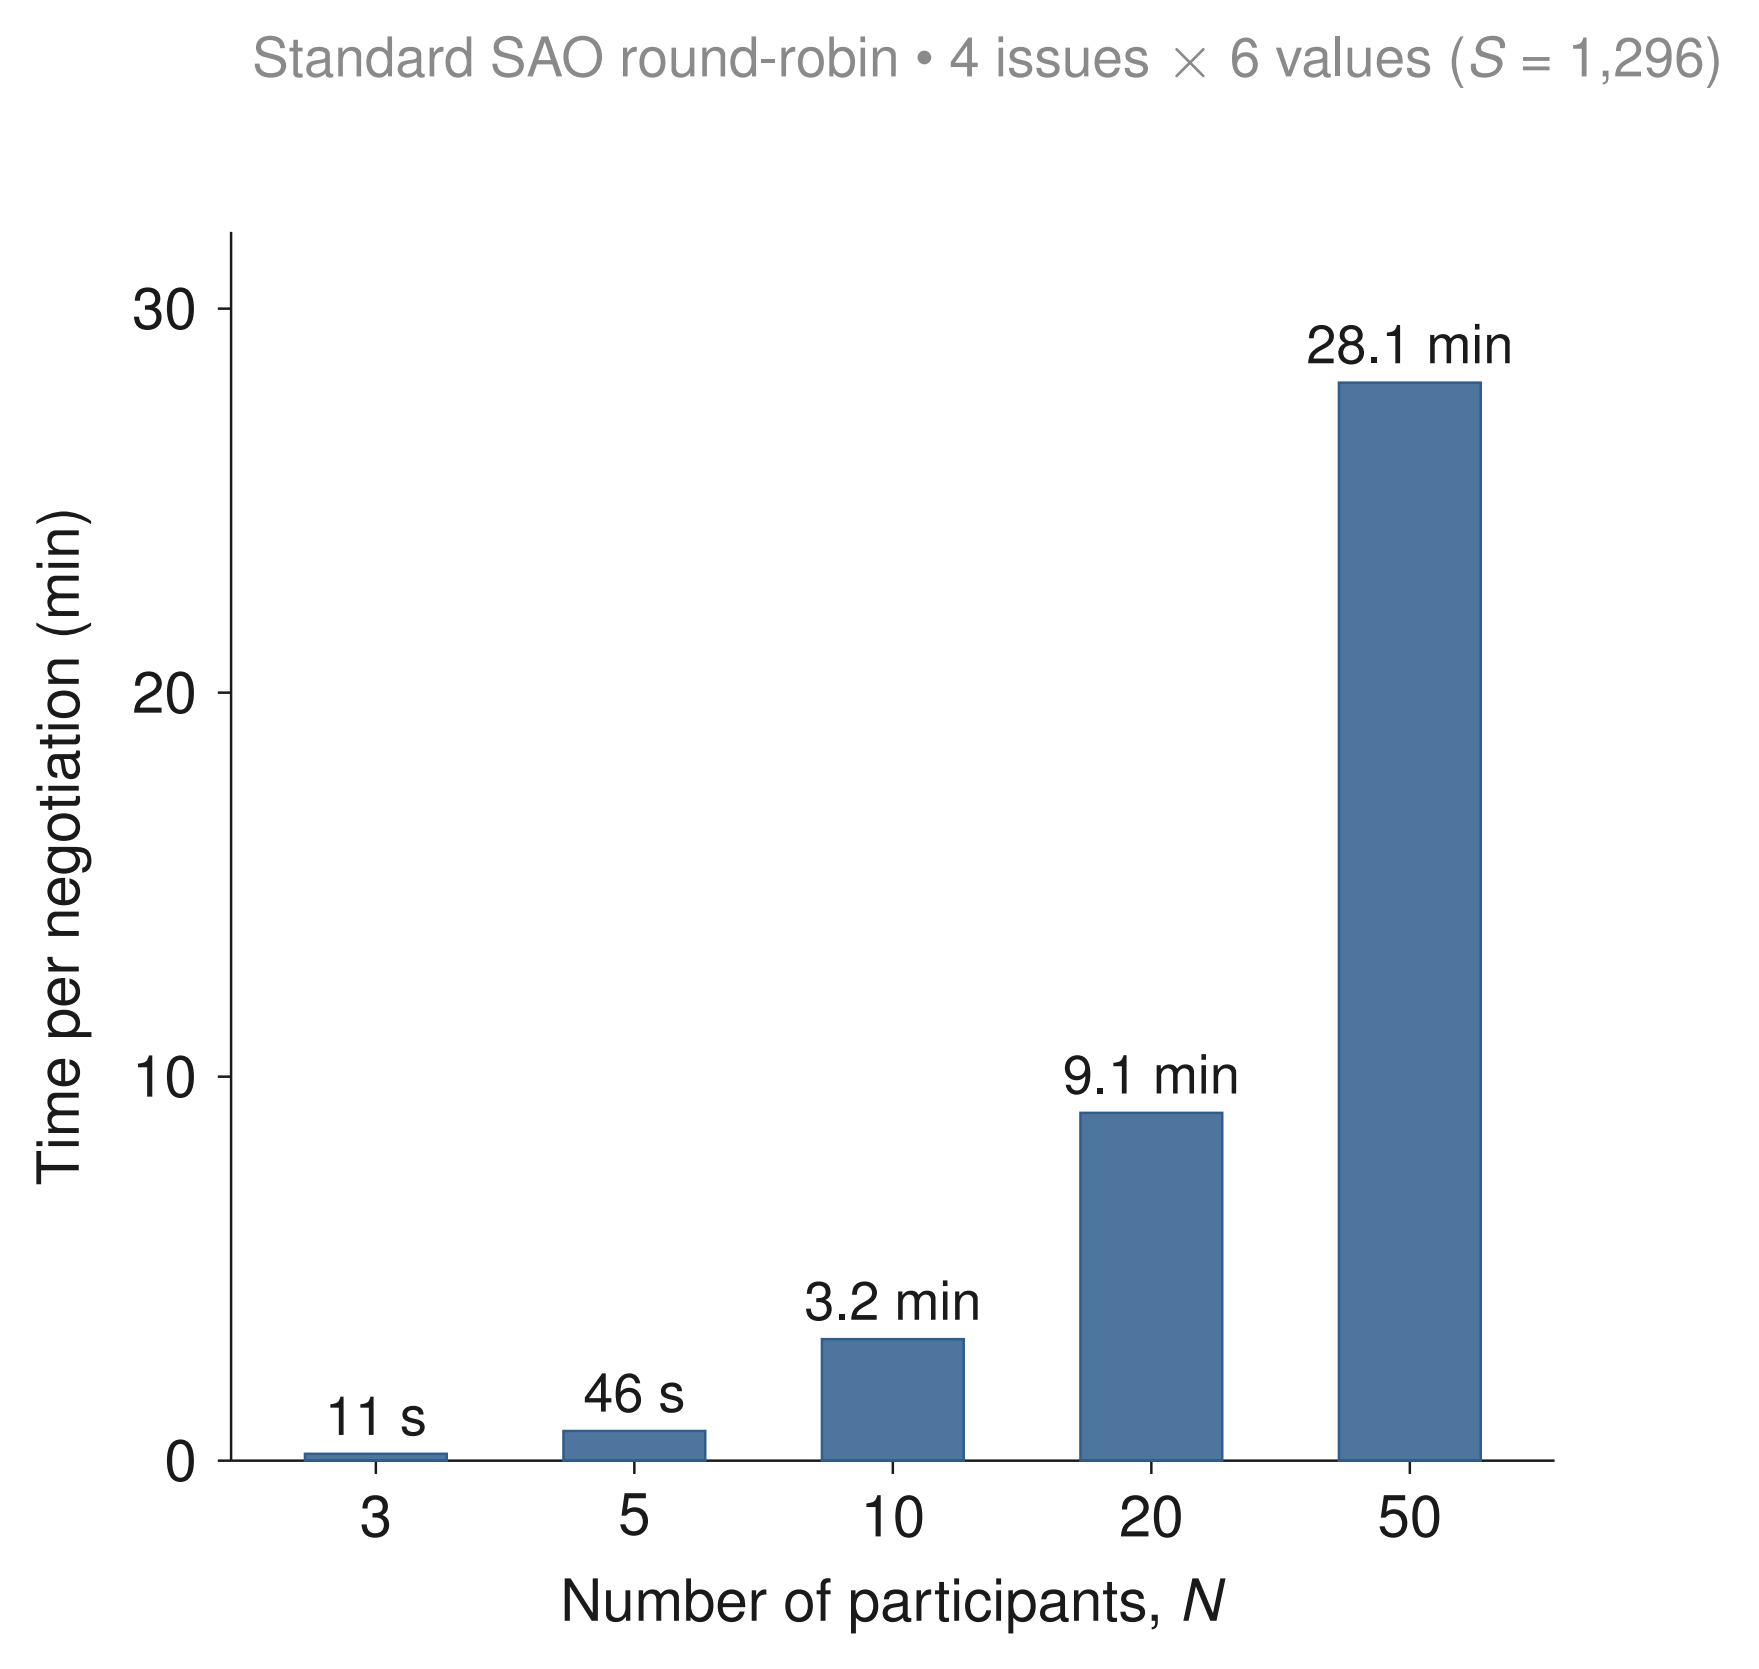 Standard SAO round-robin • 4 issues × 6 values (S = 1,296)
Time per negotiation (min)
30
20
10
0
11 s
46 s
3.2 min
9.1 min
28.1 min
3
5
10
20
50
Number of participants, N